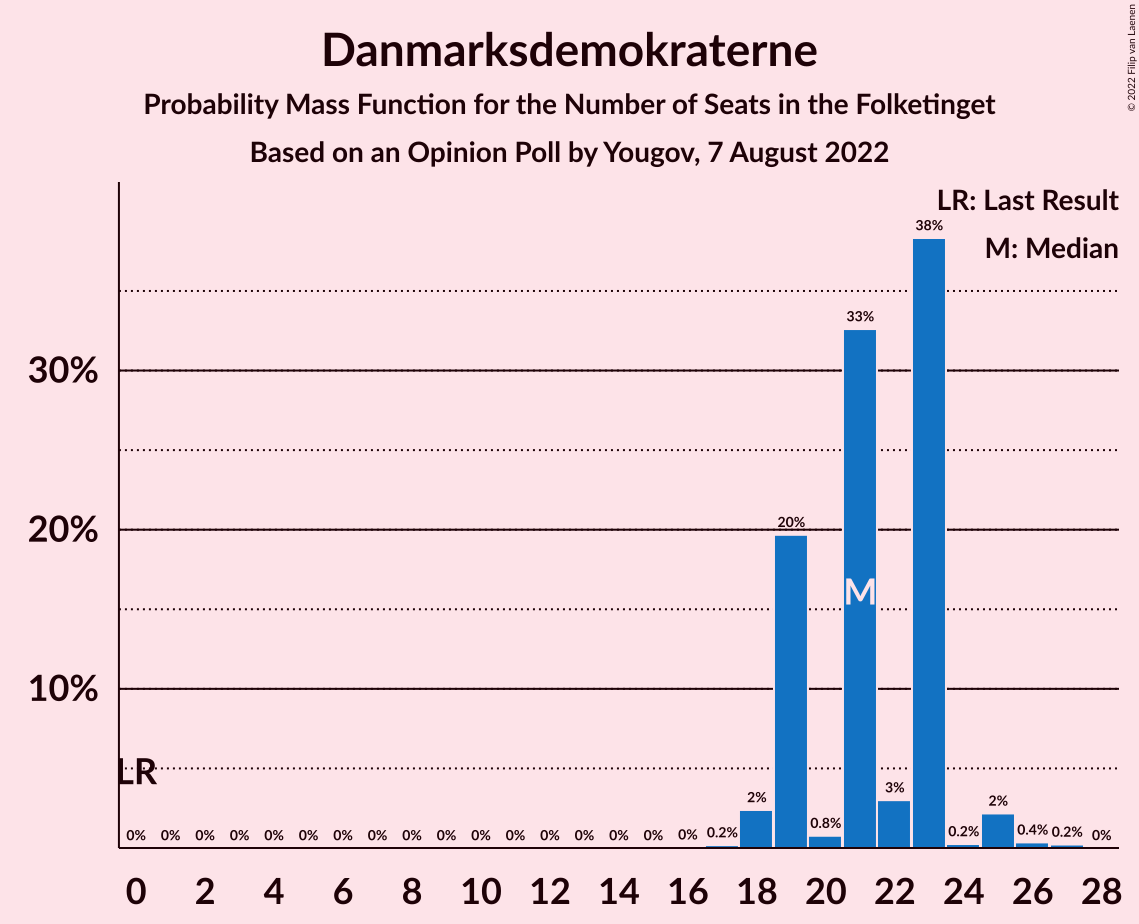 Danmarksdemokraterne
Probability Mass Function for the Number of Seats in the Folketinget
Based on an Opinion Poll by Yougov, 7 August 2022
© 2022 Filip van Laenen
LR: Last Result
M: Median
38%
33%
30%
20%
20%
M
10%
LR
0% 0% 0% 0% 0% 0% 0% 0% 0% 0% 0% 0% 0% 0% 0% 0% 0% 0.2% 2% 0.8% 3% 0.2% 2% 0.4% 0.2% 0%
0 2 4 6 8 10 12 14 16 18 20 22 24 26 28